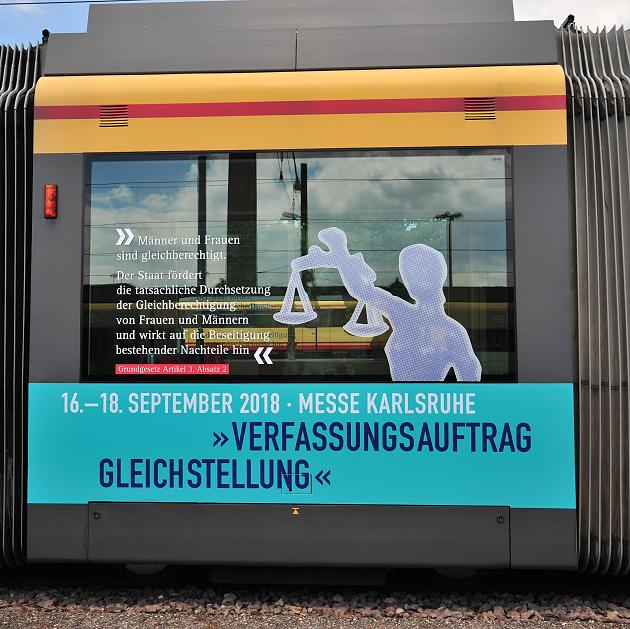 » Männer und Frauen
sind gleichberechtigt.
Der Staat fördert
die tatsächliche Durchsetzung
der Gleichberechtigung
von Frauen und Männern
und wirkt auf die Beseitigung
bestehender Nachteile hin «
Grundgesetz Artikel 3, Absatz 2
16.–18. SEPTEMBER 2018 · MESSE KARLSRUHE
»VERFASSUNGSAUFTRAG
GLEICHSTELLUNG«